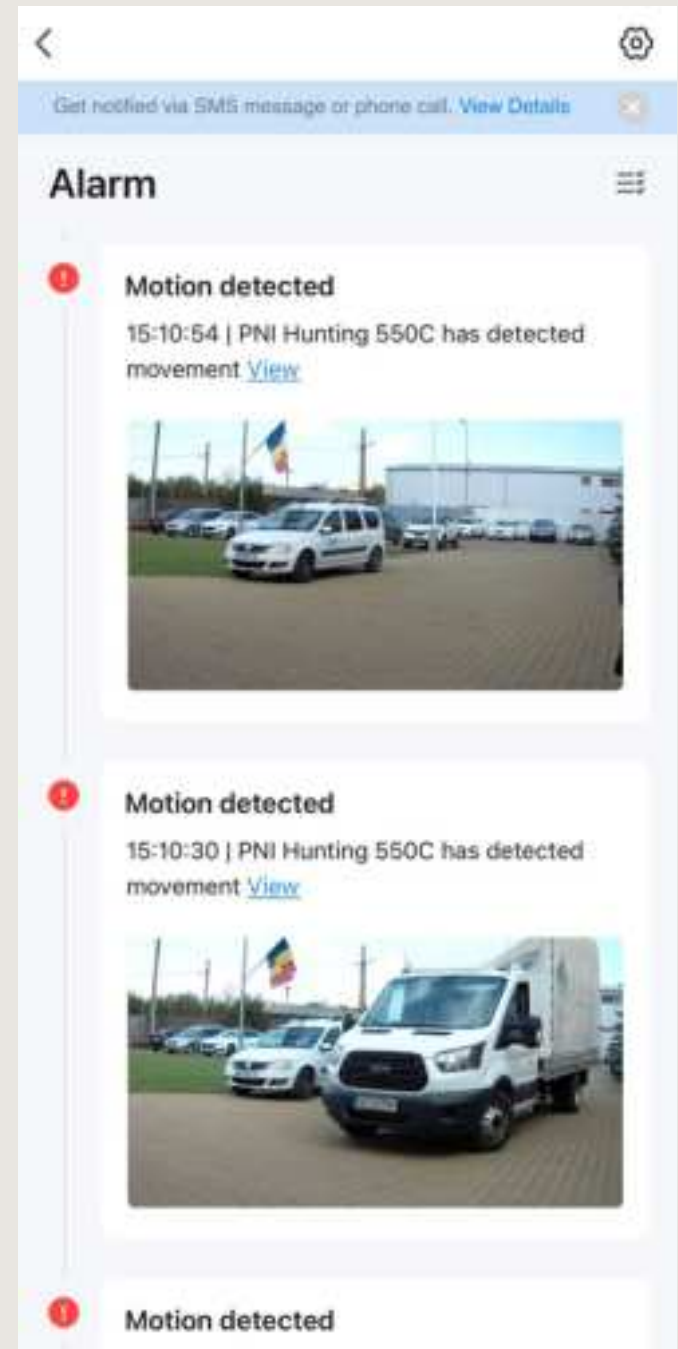 Get notified via SMS message or phone call. View Details
Alarm
Motion detected
15:10:54 | PNI Hunting 550C has detected
movement View
Motion detected
15:10:30 | PNI Hunting 550C has detected
movement View
Motion detected